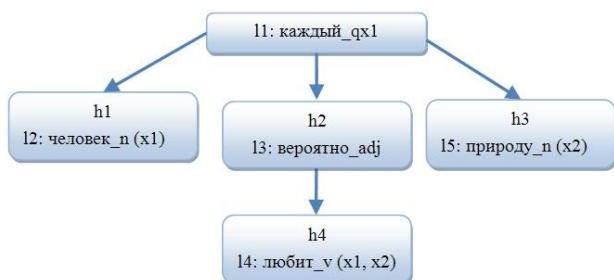 l1: каждый_qx1
h1
l2: человек_n (x1)
h2
l3: вероятно_adj
h3
l5: природу_n (x2)
h4
l4: любит_v (x1, x2)